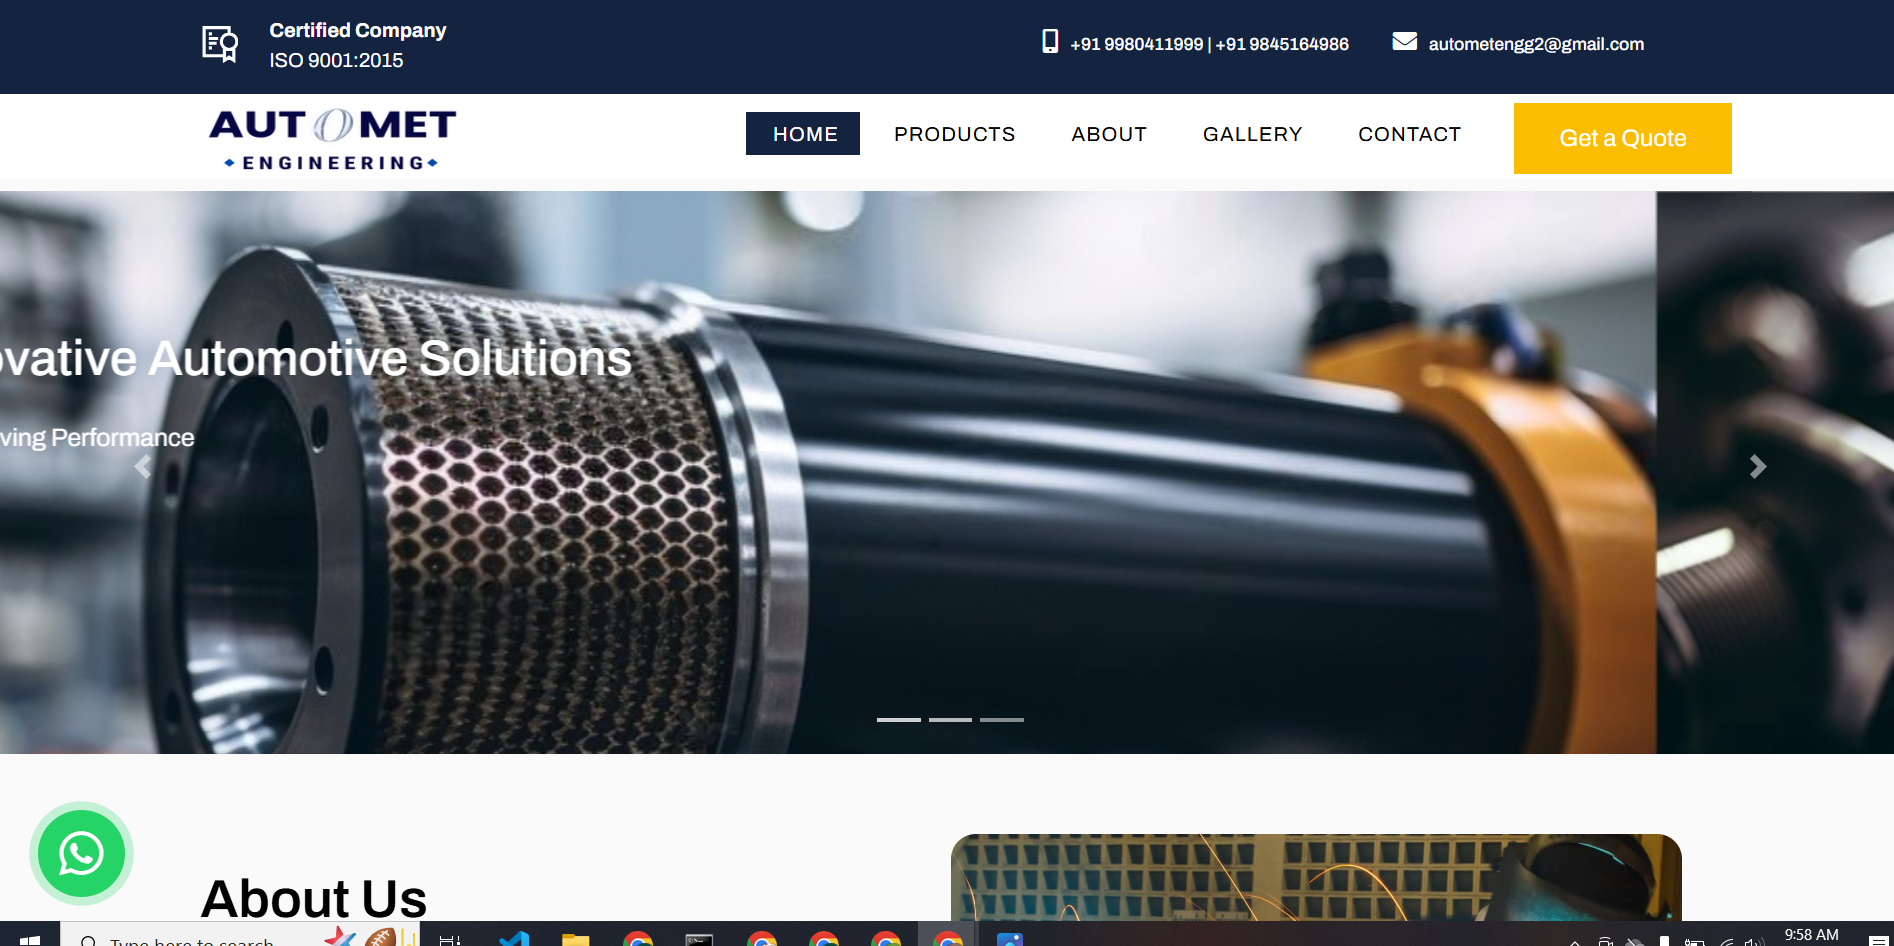 Certified Company
ISO 9001:2015
+91 9980411999 | +91 9845164986
autometengg2@gmail.com
AUTOMET
ENGINEERING
HOME
PRODUCTS
ABOUT
GALLERY
CONTACT
Get a Quote
ovative Automotive Solutions
ving Performance
About Us
Type here to search
9:58 AM